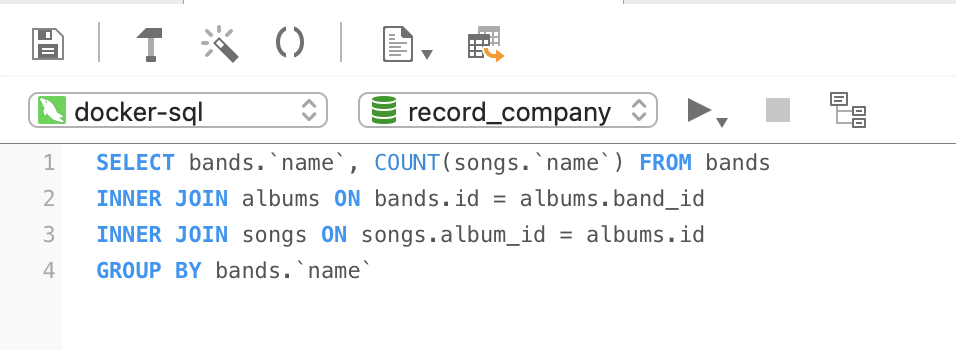 docker-sql record_company
1 SELECT bands.`name`, COUNT(songs.`name`) FROM bands
2 INNER JOIN albums ON bands.id = albums.band_id
3 INNER JOIN songs ON songs.album_id = albums.id
4 GROUP BY bands.`name`